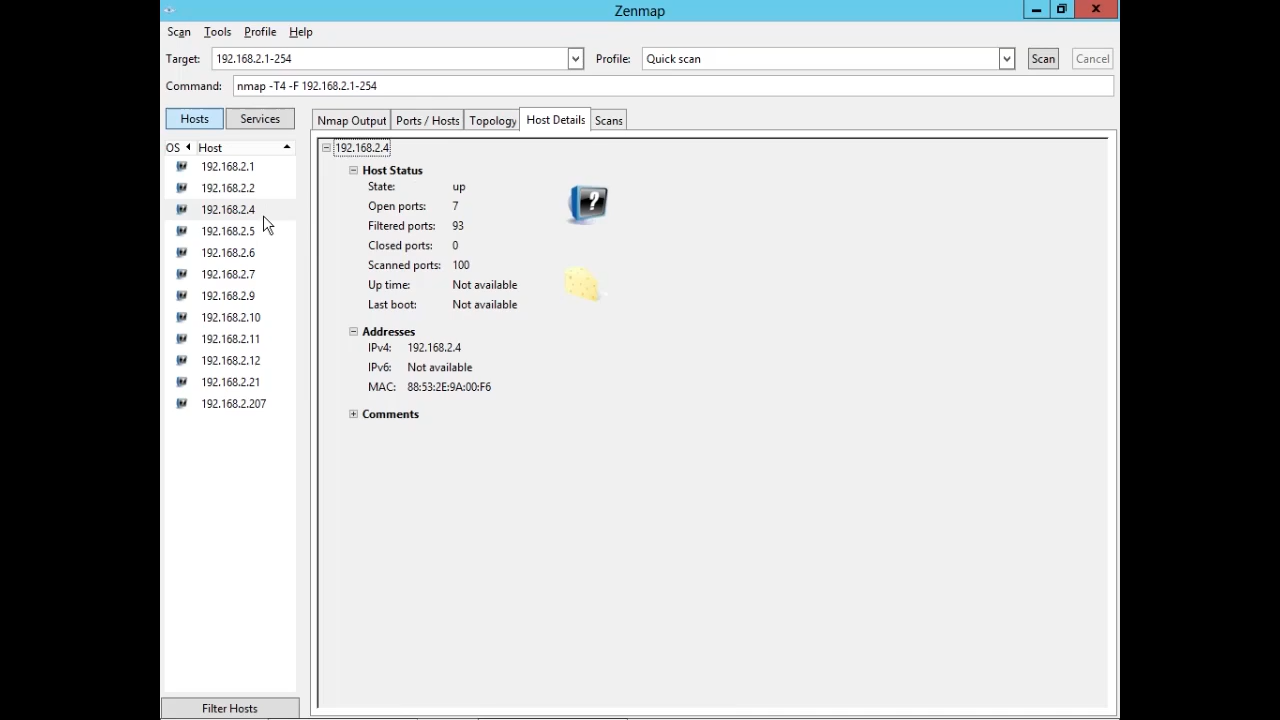 Zenmap
Scan Tools Profile Help
Target: 192.168.2.1-254 Profile: Quick scan Scan Cancel
Command: nmap -T4 -F 192.168.2.1-254
Hosts Services Nmap Output Ports / Hosts Topology Host Details Scans
OS Host
192.168.2.1
192.168.2.2
192.168.2.4
192.168.2.5
192.168.2.6
192.168.2.7
192.168.2.9
192.168.2.10
192.168.2.11
192.168.2.12
192.168.2.21
192.168.2.207
Filter Hosts
192.168.2.4
Host Status
State: up
Open ports: 7
Filtered ports: 93
Closed ports: 0
Scanned ports: 100
Up time: Not available
Last boot: Not available
?
Addresses
IPv4: 192.168.2.4
IPv6: Not available
MAC: 88:53:2E:9A:00:F6
Comments